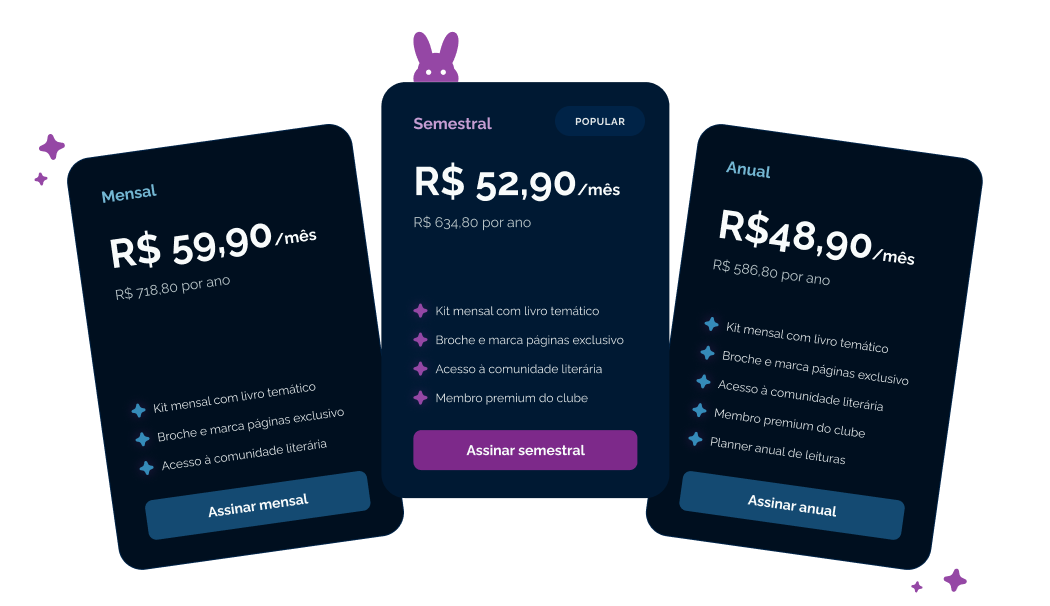 Mensal
R$ 59,90/mês
R$ 718,80 por ano
Kit mensal com livro temático
Broche e marca páginas exclusivo
Acesso à comunidade literária
Assinar mensal
Semestral
POPULAR
R$ 52,90/mês
R$ 634,80 por ano
Kit mensal com livro temático
Broche e marca páginas exclusivo
Acesso à comunidade literária
Membro premium do clube
Assinar semestral
Anual
R$48,90/mês
R$ 586,80 por ano
Kit mensal com livro temático
Broche e marca páginas exclusivo
Acesso à comunidade literária
Membro premium do clube
Planner anual de leituras
Assinar anual